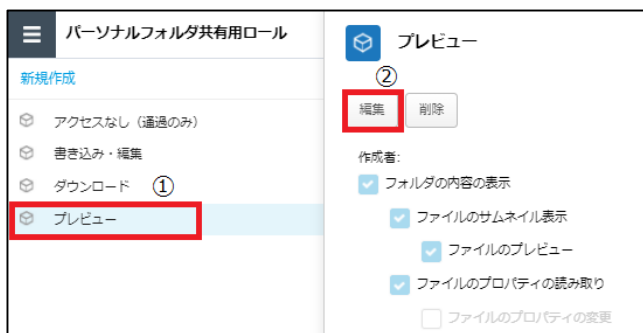 パーソナルフォルダ共有用ロール
新規作成
アクセスなし（通過のみ）
書き込み・編集
ダウンロード ①
プレビュー
プレビュー
②
編集 削除
作成者:
フォルダの内容の表示
ファイルのサムネイル表示
ファイルのプレビュー
ファイルのプロパティの読み取り
ファイルのプロパティの変更